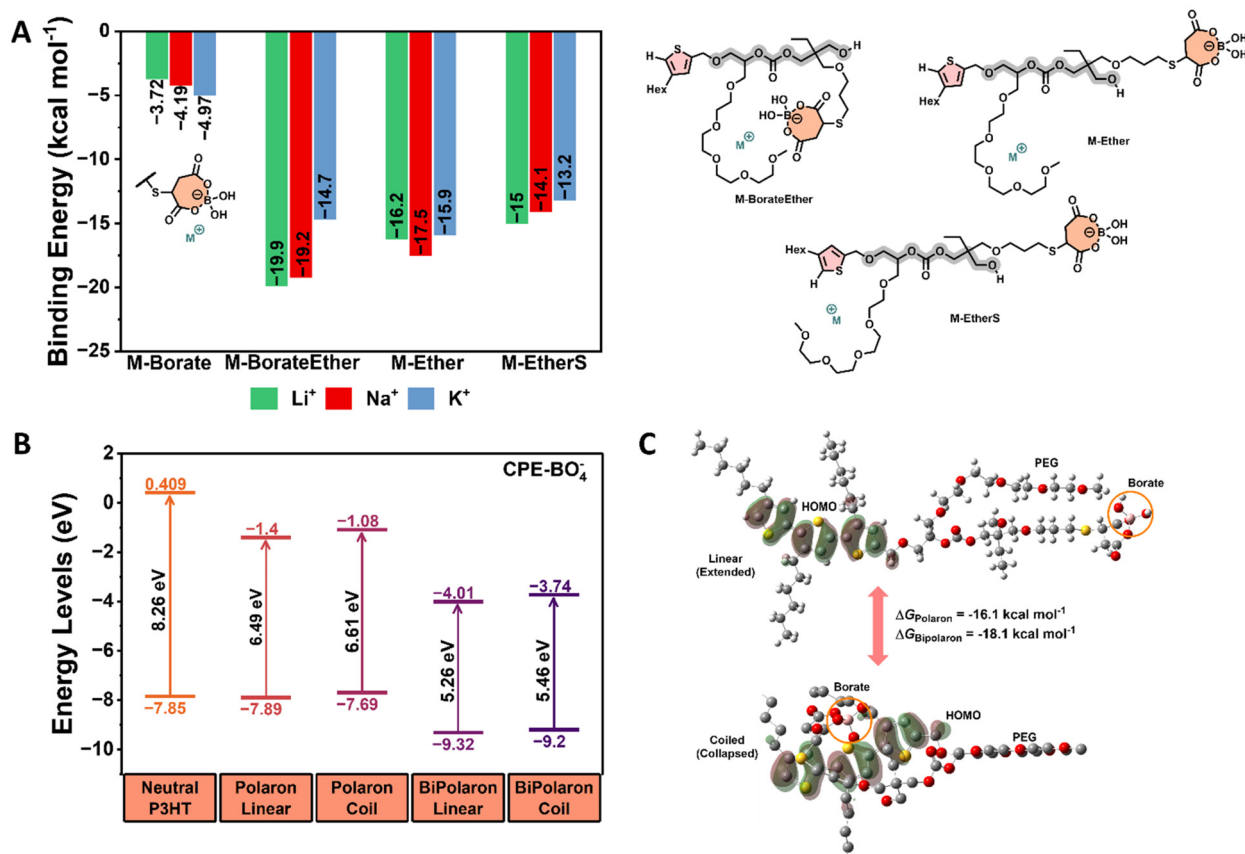 A
Binding Energy (kcal mol⁻¹)
0
−5
−10
−15
−20
−25
−3.72
−4.19
−4.97
−19.9
−19.2
−14.7
−16.2
−17.5
−15.9
−15
−14.1
−13.2
S
O
O
O
O
B
OH
OH
⊖
M⊕
M-Borate
M-BorateEther
M-Ether
M-EtherS
Li⁺
Na⁺
K⁺
H
S
Hex
O
O
O
O
O
H
O
O
O
O
O
O
O
HO
HO
B
⊖
O
O
O
O
S
M⊕
M-BorateEther
H
S
Hex
O
O
O
O
O
H
O
S
O
O
O
O
B
⊖
OH
OH
O
O
O
O
O
O
M⊕
M-Ether
Hex
H
S
O
O
O
O
O
H
O
S
O
O
O
O
B
⊖
OH
OH
O
O
O
O
O
O
M⊕
M-EtherS
B
Energy Levels (eV)
2
0
−2
−4
−6
−8
−10
CPE-BO₄⁻
0.409
8.26 eV
−7.85
−1.4
6.49 eV
−7.89
−1.08
6.61 eV
−7.69
−4.01
5.26 eV
−9.32
−3.74
5.46 eV
−9.2
Neutral
P3HT
Polaron
Linear
Polaron
Coil
BiPolaron
Linear
BiPolaron
Coil
C
PEG
Borate
HOMO
Linear
(Extended)
ΔG_Polaron = -16.1 kcal mol⁻¹
ΔG_Bipolaron = -18.1 kcal mol⁻¹
Borate
HOMO
Coiled
(Collapsed)
PEG